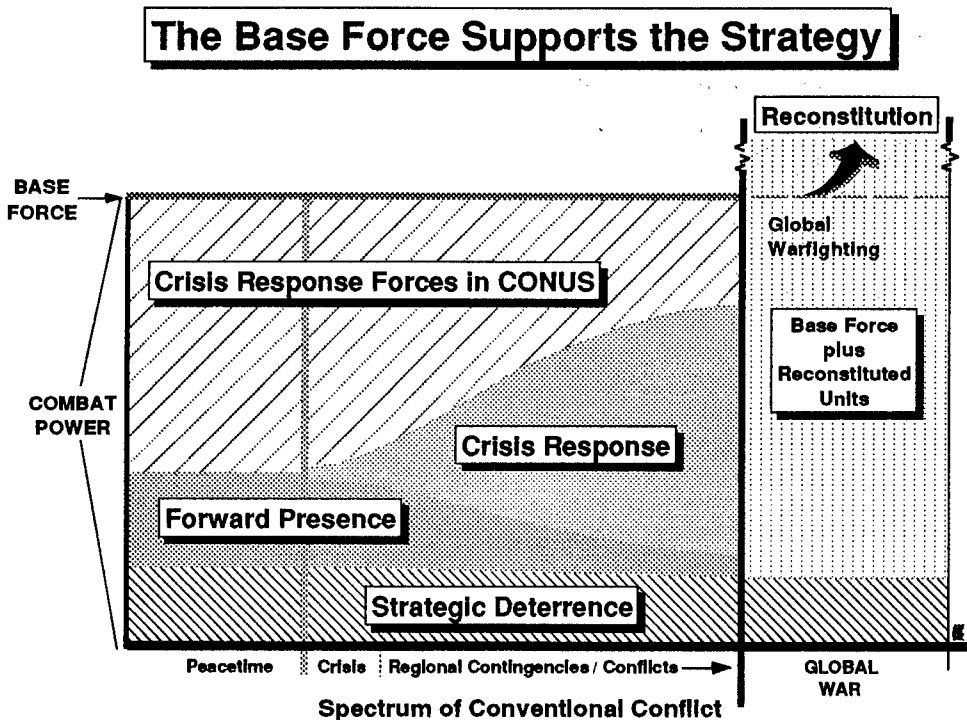 The Base Force Supports the Strategy
Reconstitution
BASE
FORCE
Global
Warfighting
Crisis Response Forces in CONUS
Base Force
plus
Reconstituted
Units
COMBAT
POWER
Crisis Response
Forward Presence
Strategic Deterrence
Peacetime
Crisis
Regional Contingencies / Conflicts
GLOBAL
WAR
Spectrum of Conventional Conflict